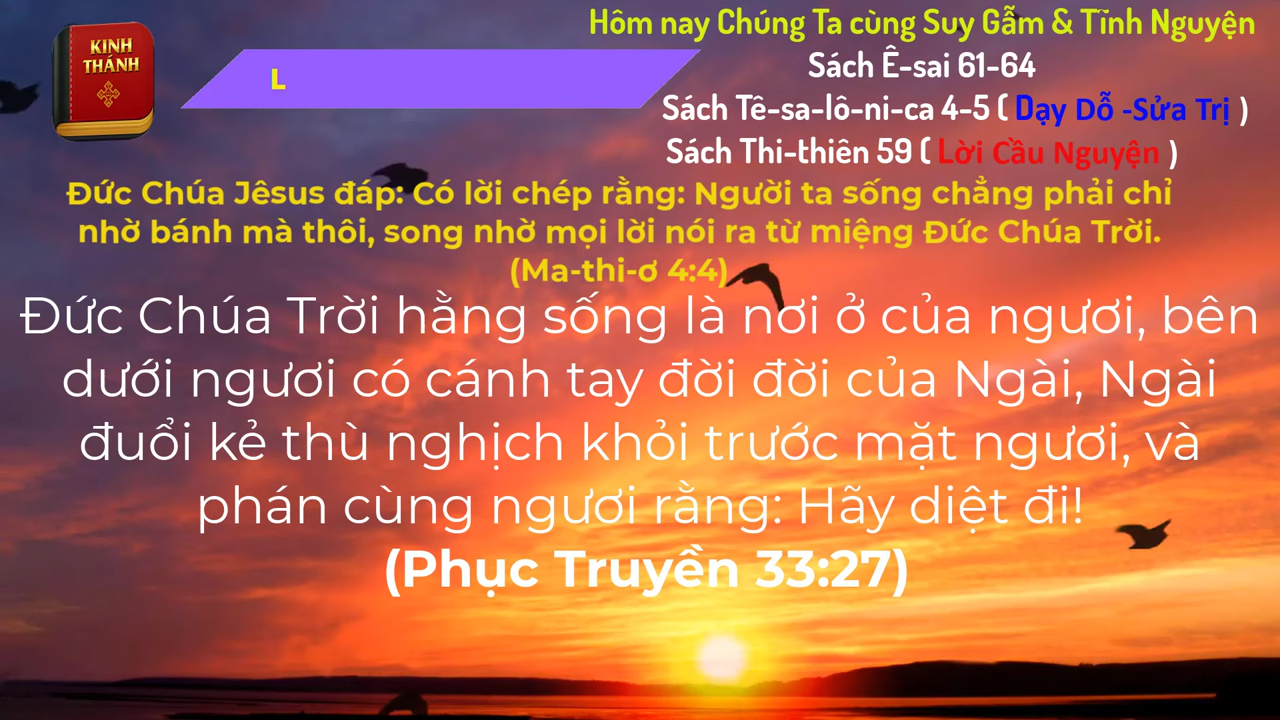 KINH
THÁNH
L
Hôm nay Chúng Ta cùng Suy Gẫm & Tĩnh Nguyện
Sách Ê-sai 61-64
Sách Tê-sa-lô-ni-ca 4-5 ( Dạy Dỗ -Sửa Trị )
Sách Thi-thiên 59 ( Lời Cầu Nguyện )
Đức Chúa Jêsus đáp: Có lời chép rằng: Người ta sống chẳng phải chỉ
nhờ bánh mà thôi, song nhờ mọi lời nói ra từ miệng Đức Chúa Trời.
(Ma-thi-ơ 4:4)
Đức Chúa Trời hằng sống là nơi ở của ngươi, bên
dưới ngươi có cánh tay đời đời của Ngài, Ngài
đuổi kẻ thù nghịch khỏi trước mặt ngươi, và
phán cùng ngươi rằng: Hãy diệt đi!
(Phục Truyền 33:27)